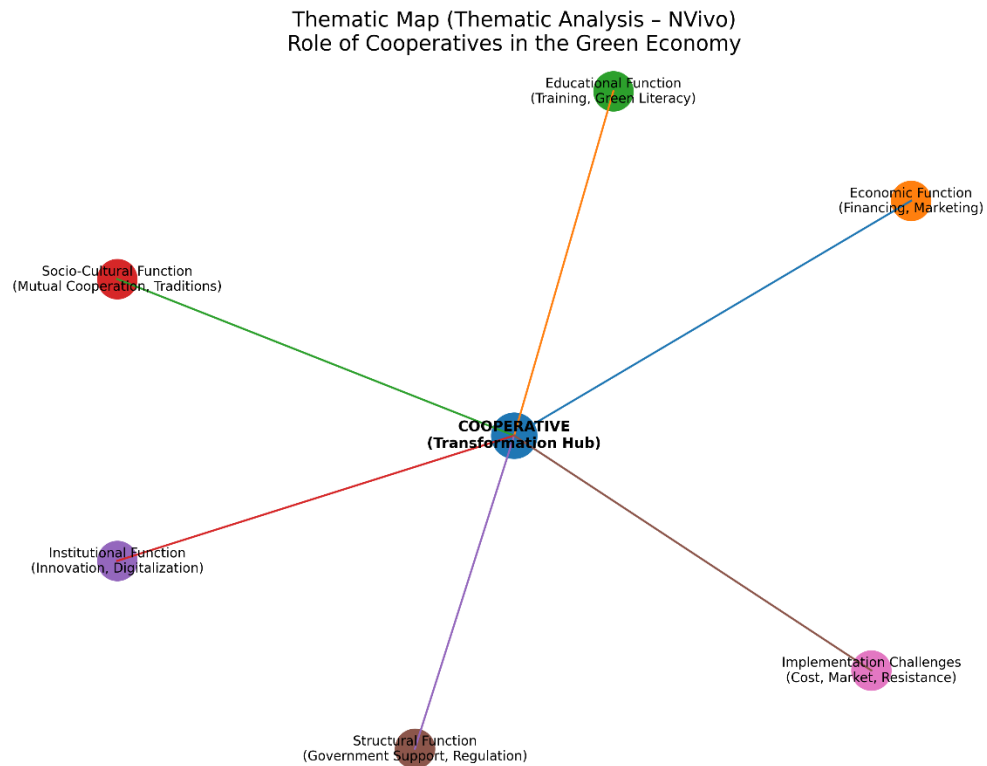 Thematic Map (Thematic Analysis – NVivo)
Role of Cooperatives in the Green Economy
Educational Function
(Training, Green Literacy)
Economic Function
(Financing, Marketing)
Socio-Cultural Function
(Mutual Cooperation, Traditions)
COOPERATIVE
(Transformation Hub)
Institutional Function
(Innovation, Digitalization)
Implementation Challenges
(Cost, Market, Resistance)
Structural Function
(Government Support, Regulation)